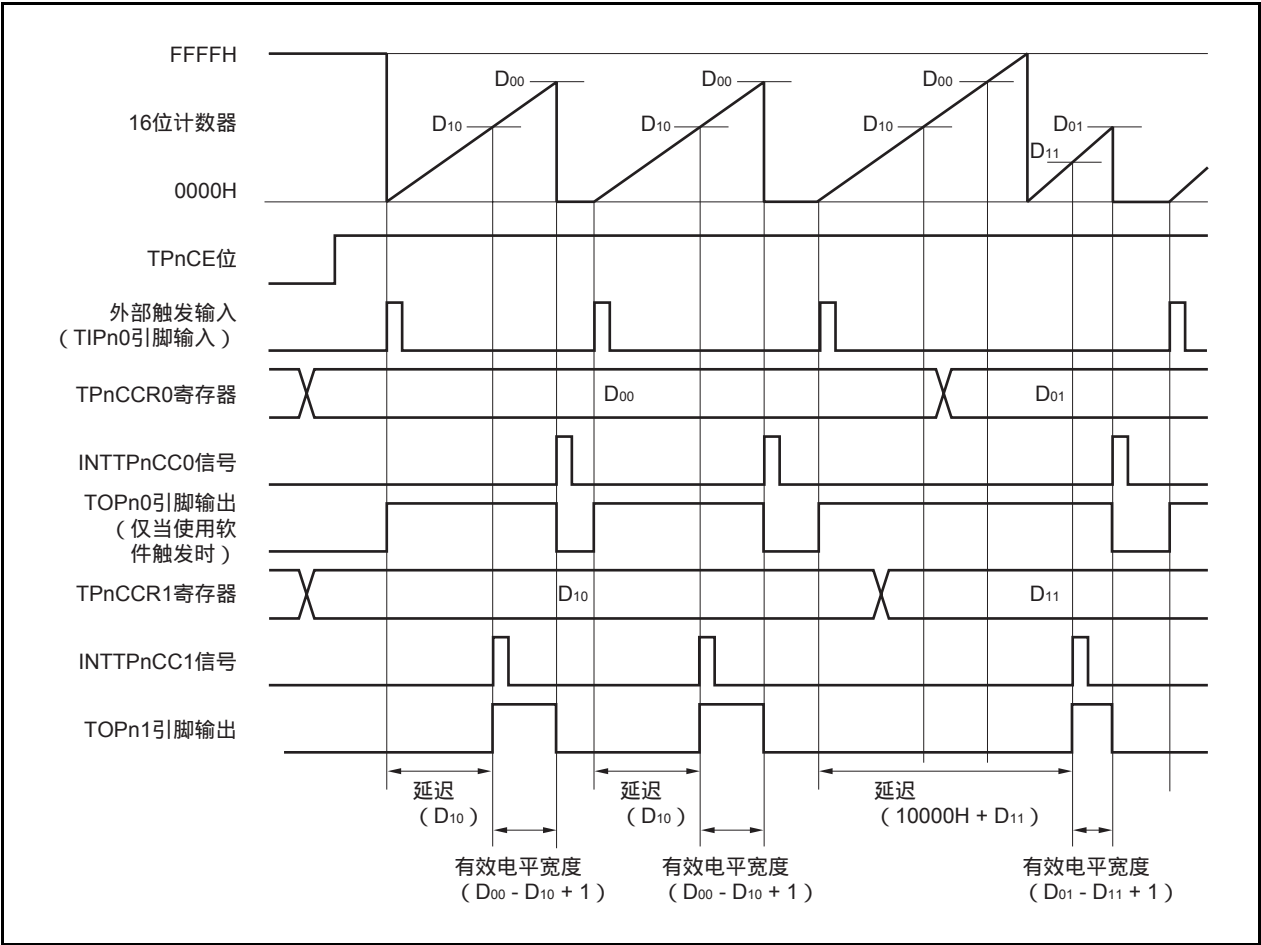 FFFFH
16位计数器
0000H
D00
D10
D00
D10
D00
D10
D01
D11
TPnCE位
外部触发输入
（TIPn0引脚输入）
TPnCCR0寄存器
D00
D01
INTTPnCC0信号
TOPn0引脚输出
（仅当使用软
件触发时）
TPnCCR1寄存器
D10
D11
INTTPnCC1信号
TOPn1引脚输出
延迟
（D10）
延迟
（D10）
延迟
（10000H + D11）
有效电平宽度
（D00 - D10 + 1）
有效电平宽度
（D00 - D10 + 1）
有效电平宽度
（D01 - D11 + 1）